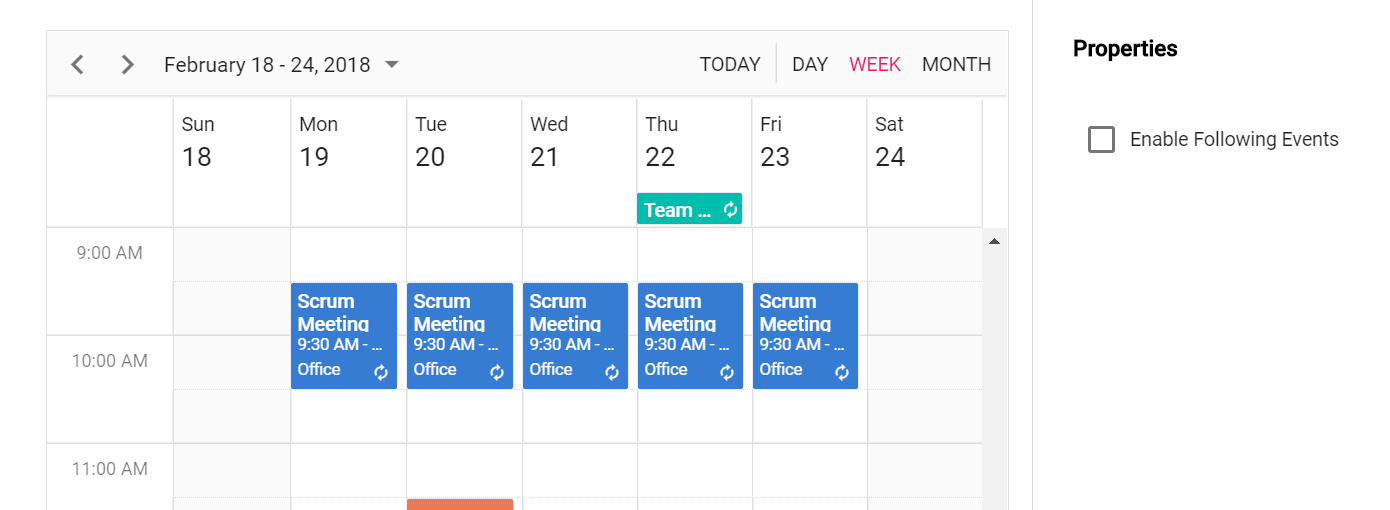 February 18 - 24, 2018
TODAY DAY WEEK MONTH
Properties
Enable Following Events
Sun Mon Tue Wed Thu Fri Sat
18 19 20 21 22 23 24
Team ...
9:00 AM
Scrum Scrum Scrum Scrum Scrum
Meeting Meeting Meeting Meeting Meeting
9:30 AM - ... 9:30 AM - ... 9:30 AM - ... 9:30 AM - ... 9:30 AM - ...
10:00 AM
Office Office Office Office Office
11:00 AM